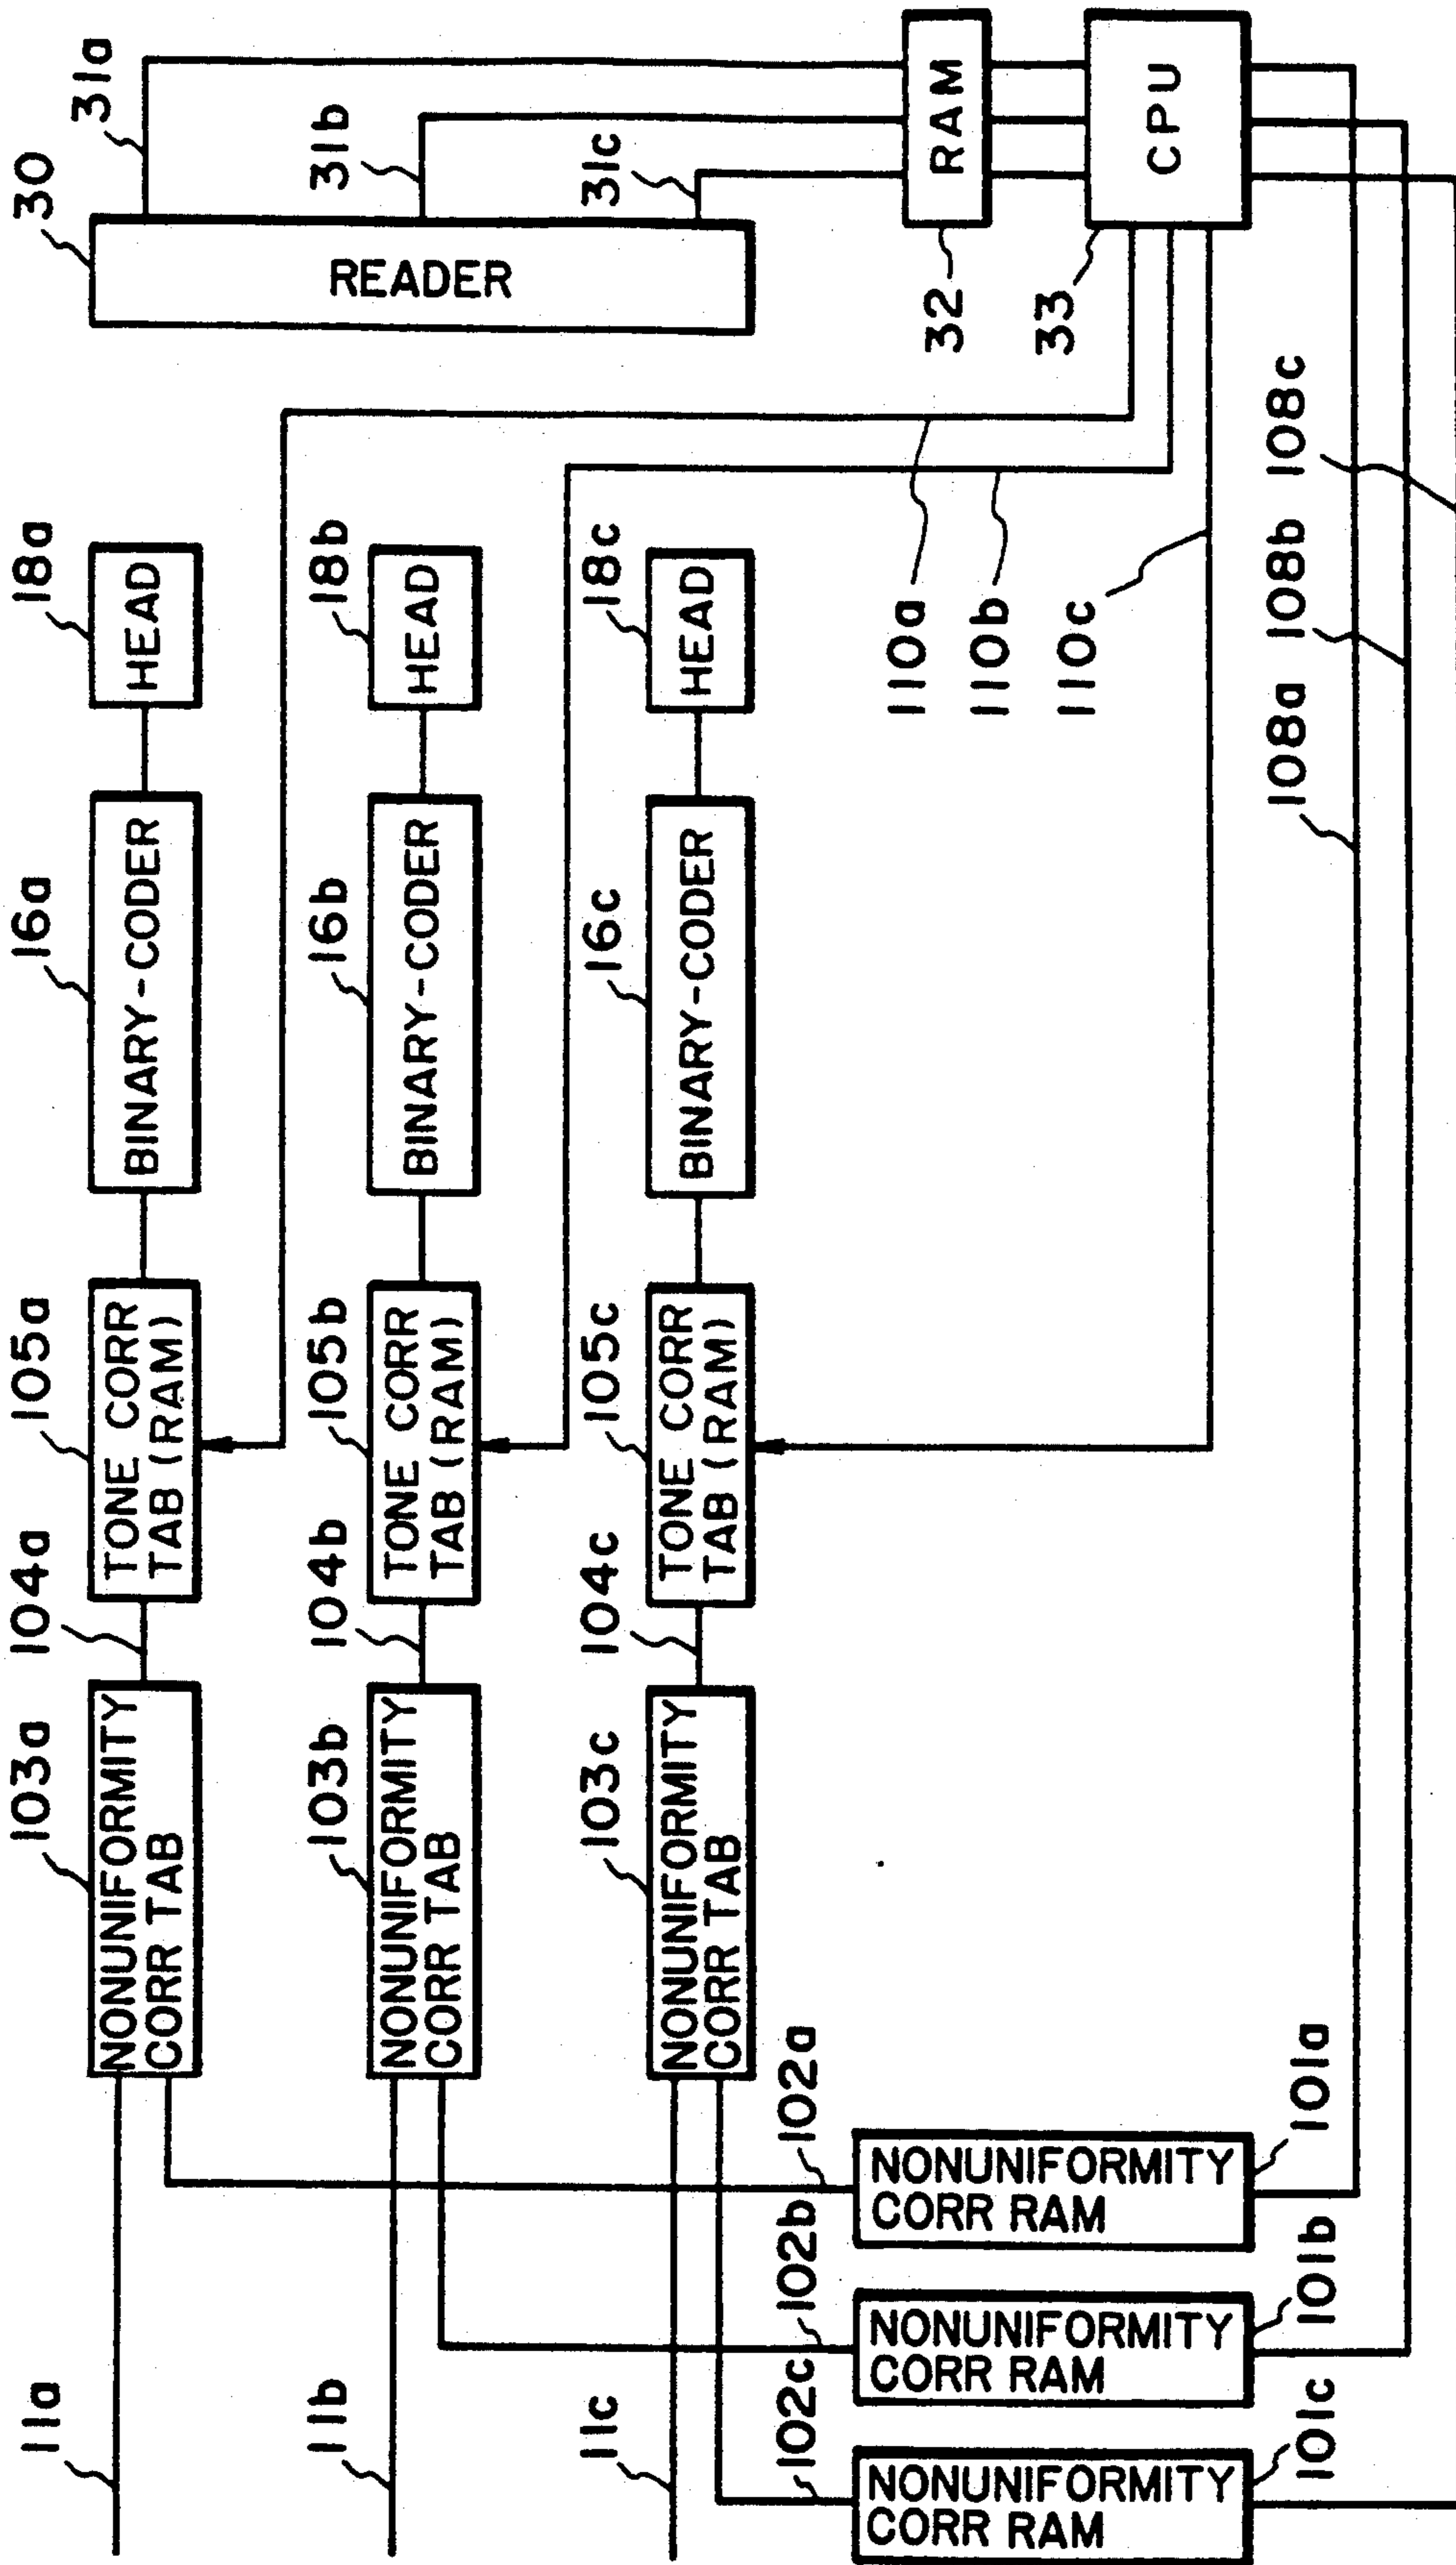 11a
103a
104a
105a
16a
18a
30
31a
NONUNIFORMITY
CORR TAB
TONE CORR
TAB (RAM)
BINARY-CODER
HEAD
READER
11b
103b
104b
105b
16b
18b
31b
NONUNIFORMITY
CORR TAB
TONE CORR
TAB (RAM)
BINARY-CODER
HEAD
11c
103c
104c
105c
16c
18c
31c
NONUNIFORMITY
CORR TAB
TONE CORR
TAB (RAM)
BINARY-CODER
HEAD
102c
102b
102a
110a
110b
110c
32
RAM
33
CPU
NONUNIFORMITY
CORR RAM
NONUNIFORMITY
CORR RAM
NONUNIFORMITY
CORR RAM
101c
101b
101a
108a
108b
108c